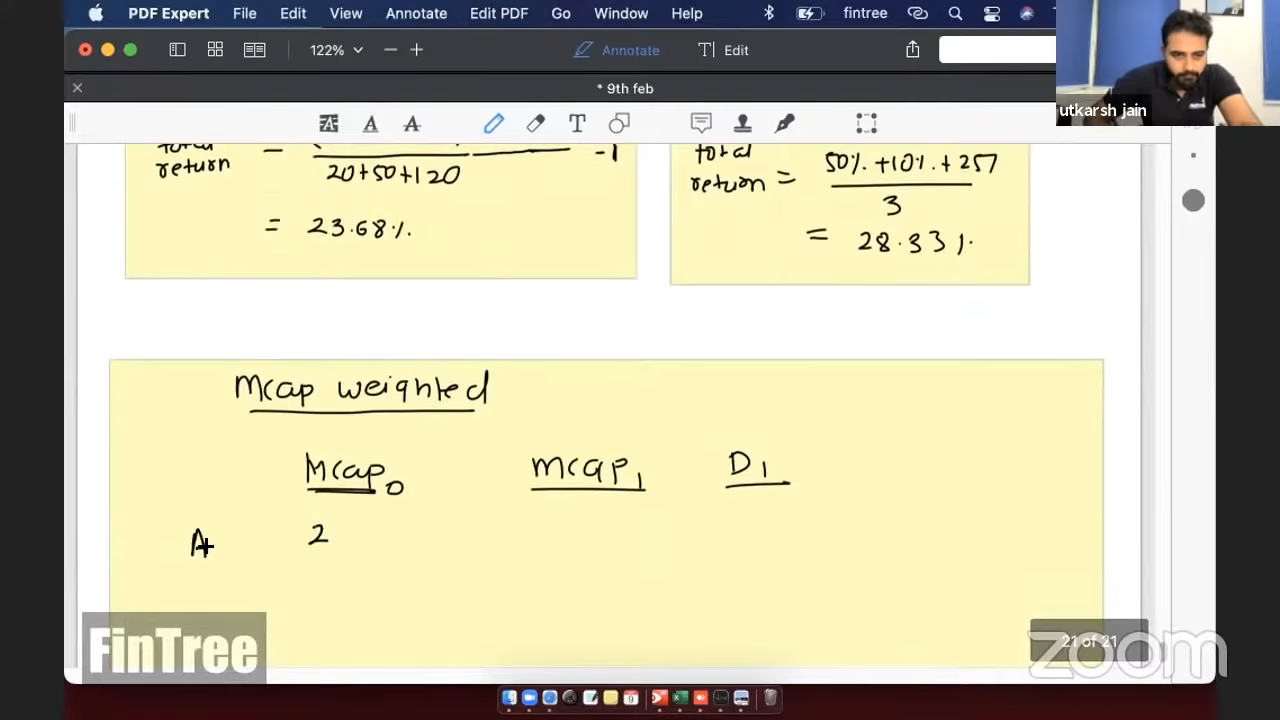 PDF Expert File Edit View Annotate Edit PDF Go Window Help fintree
122% Annotate T| Edit
utkarsh jain
* 9th feb
total return = 20+50+120 -1
= 23.68%
total return = 50% + 10% + 25% / 3
= 28.33%
Mcap weighted
Mcap0 mcap1 D1
A 2
FinTree
21 of 21
zoom